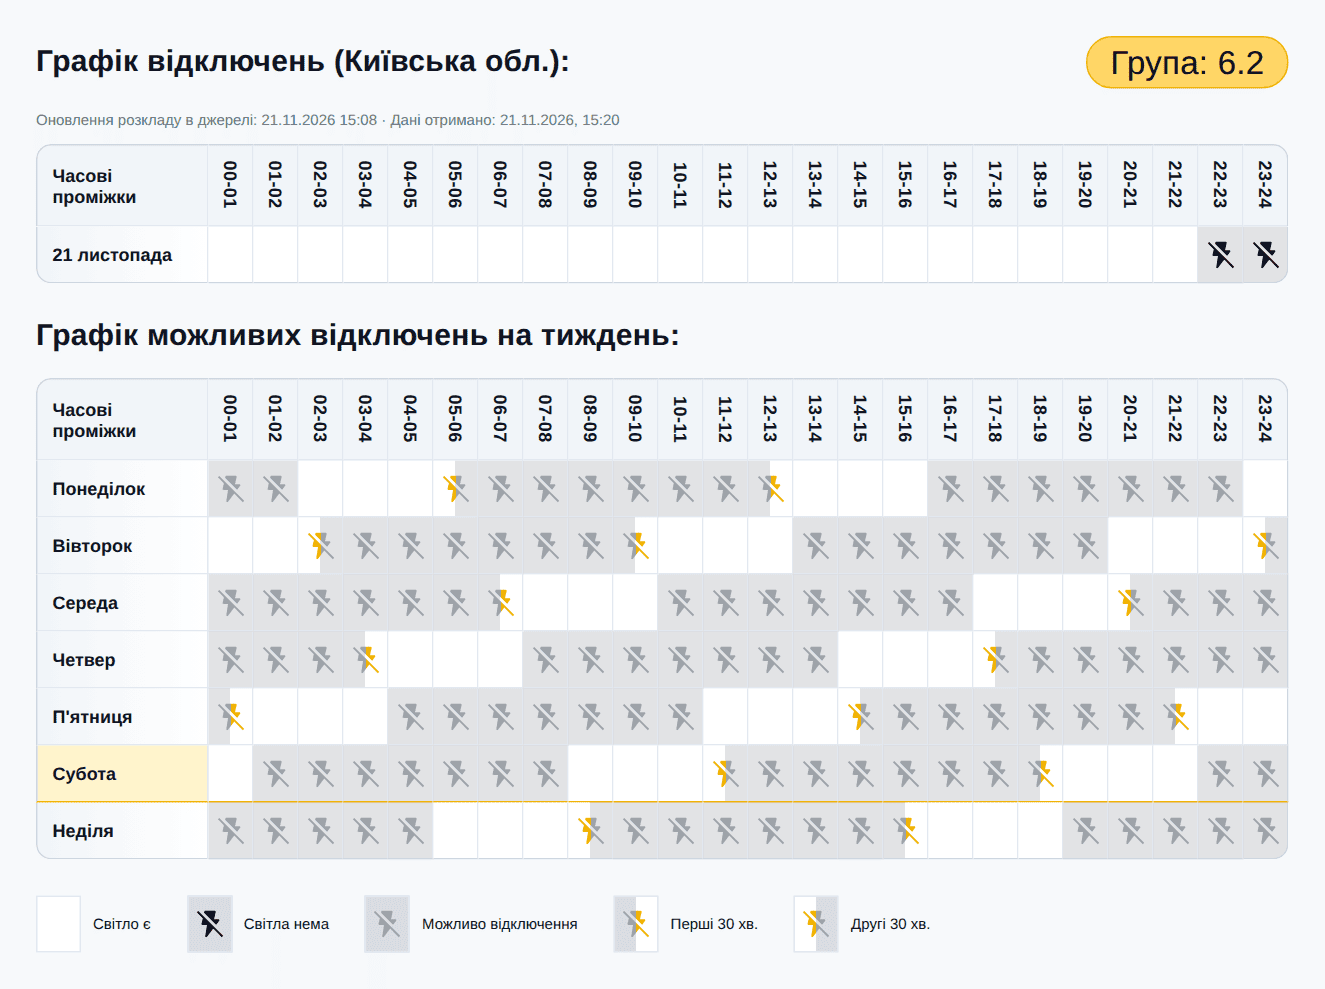 Графік відключень (Київська обл.):
Група: 6.2
Оновлення розкладу в джерелі: 21.11.2026 15:08 · Дані отримано: 21.11.2026, 15:20
Часові проміжки 00-01 01-02 02-03 03-04 04-05 05-06 06-07 07-08 08-09 09-10 10-11 11-12 12-13 13-14 14-15 15-16 16-17 17-18 18-19 19-20 20-21 21-22 22-23 23-24
21 листопада
Графік можливих відключень на тиждень:
Часові проміжки 00-01 01-02 02-03 03-04 04-05 05-06 06-07 07-08 08-09 09-10 10-11 11-12 12-13 13-14 14-15 15-16 16-17 17-18 18-19 19-20 20-21 21-22 22-23 23-24
Понеділок
Вівторок
Середа
Четвер
П'ятниця
Субота
Неділя
Світло є Світла нема Можливо відключення Перші 30 хв. Другі 30 хв.